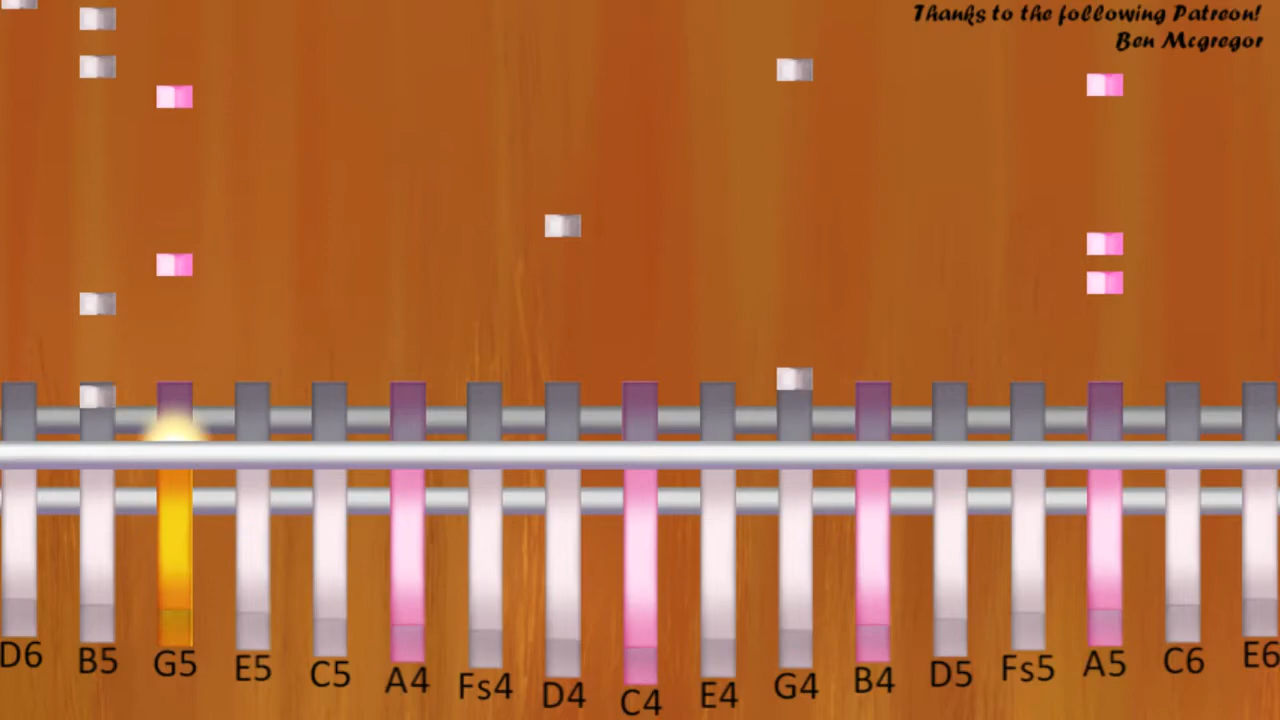 Thanks to the following Patreon!
Ben Mcgregor
D6 B5 G5 E5 C5 A4 Fs4 D4 C4 E4 G4 B4 D5 Fs5 A5 C6 E6